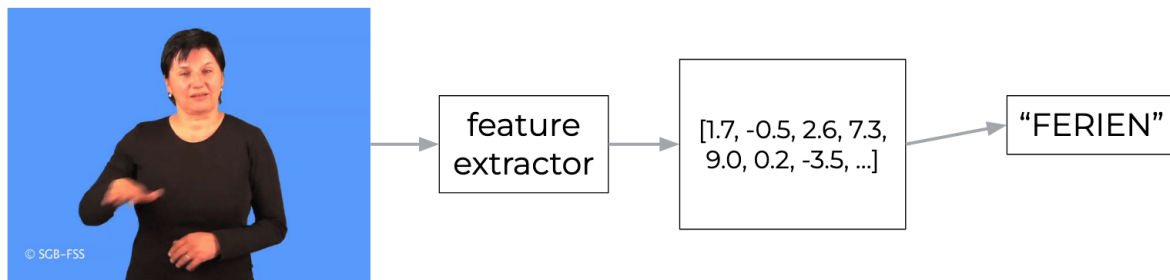 © SGB-FSS
feature
extractor
[1.7, -0.5, 2.6, 7.3,
9.0, 0.2, -3.5, ...]
“FERIEN”